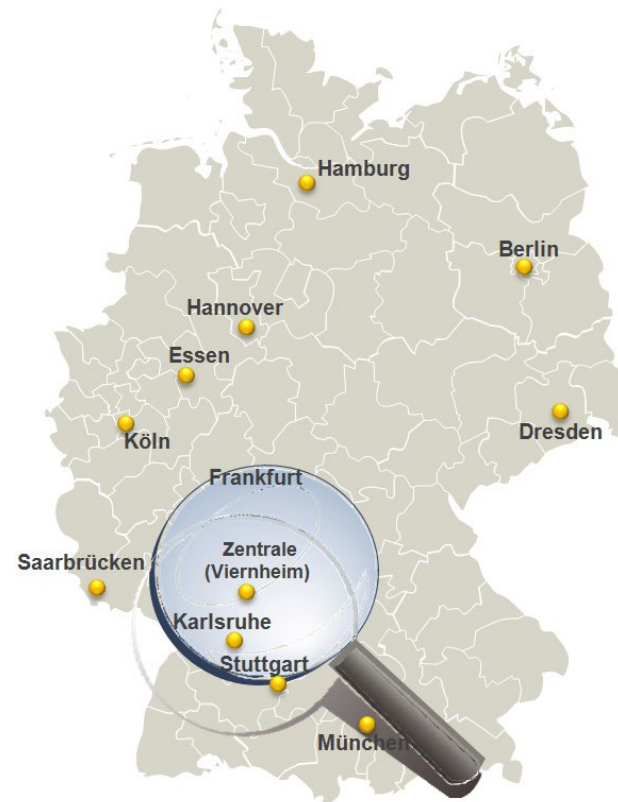 Hamburg
Berlin
Hannover
Essen
Köln
Dresden
Frankfurt
Zentrale
(Viernheim)
Saarbrücken
Karlsruhe
Stuttgart
München